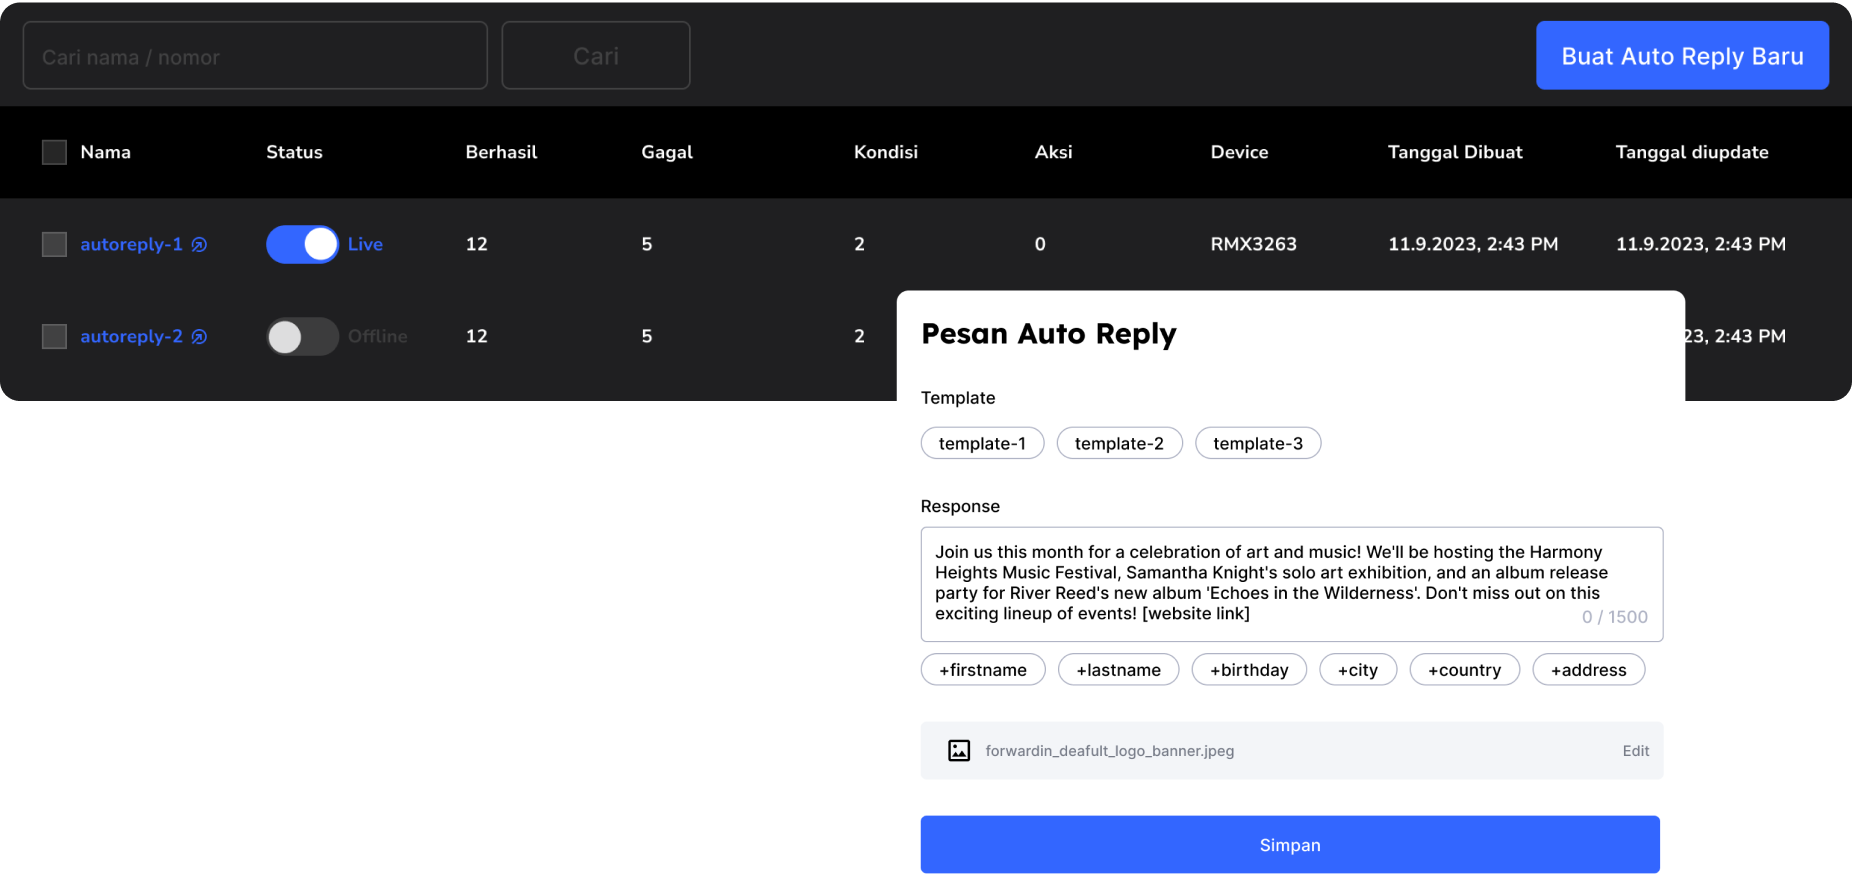 Cari nama / nomor
Cari
Buat Auto Reply Baru
Nama Status Berhasil Gagal Kondisi Aksi Device Tanggal Dibuat Tanggal diupdate
autoreply-1 Live 12 5 2 0 RMX3263 11.9.2023, 2:43 PM 11.9.2023, 2:43 PM
autoreply-2 Offline 12 5 2 23, 2:43 PM
Pesan Auto Reply
Template
template-1 template-2 template-3
Response
Join us this month for a celebration of art and music! We'll be hosting the Harmony
Heights Music Festival, Samantha Knight's solo art exhibition, and an album release
party for River Reed's new album 'Echoes in the Wilderness'. Don't miss out on this
exciting lineup of events! [website link]
0 / 1500
+firstname +lastname +birthday +city +country +address
forwardin_deafult_logo_banner.jpeg Edit
Simpan